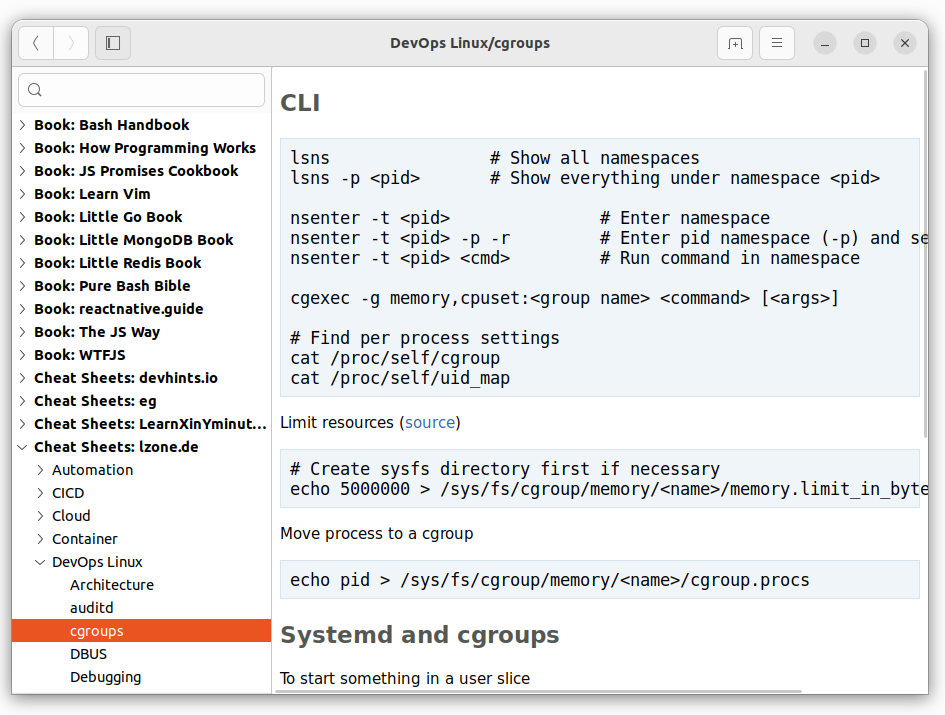 DevOps Linux/cgroups
Book: Bash Handbook
Book: How Programming Works
Book: JS Promises Cookbook
Book: Learn Vim
Book: Little Go Book
Book: Little MongoDB Book
Book: Little Redis Book
Book: Pure Bash Bible
Book: reactnative.guide
Book: The JS Way
Book: WTFJS
Cheat Sheets: devhints.io
Cheat Sheets: eg
Cheat Sheets: LearnXinYminut...
Cheat Sheets: lzone.de
Automation
CICD
Cloud
Container
DevOps Linux
Architecture
auditd
cgroups
DBUS
Debugging
CLI
lsns # Show all namespaces
lsns -p <pid> # Show everything under namespace <pid>
nsenter -t <pid> # Enter namespace
nsenter -t <pid> -p -r # Enter pid namespace (-p) and se
nsenter -t <pid> <cmd> # Run command in namespace
cgexec -g memory,cpuset:<group name> <command> [<args>]
# Find per process settings
cat /proc/self/cgroup
cat /proc/self/uid_map
Limit resources (source)
# Create sysfs directory first if necessary
echo 5000000 > /sys/fs/cgroup/memory/<name>/memory.limit_in_byte
Move process to a cgroup
echo pid > /sys/fs/cgroup/memory/<name>/cgroup.procs
Systemd and cgroups
To start something in a user slice